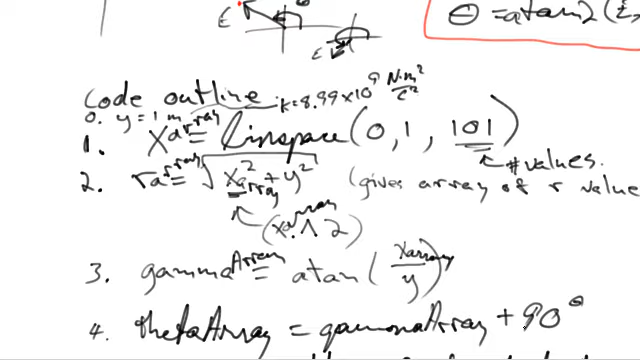 E
θ = atan2 (E
E
Code outline k=8.99×10⁹ N·m²/C²
0. y = 1 m
1. xarray = linspace (0, 1, 101)
# values.
2. rarray = √(xarray² + y²) (gives array of r value
(xarray.^2)
3. gammaArray = atan(xarray/y)
4. thetaArray = gammaArray + 90°